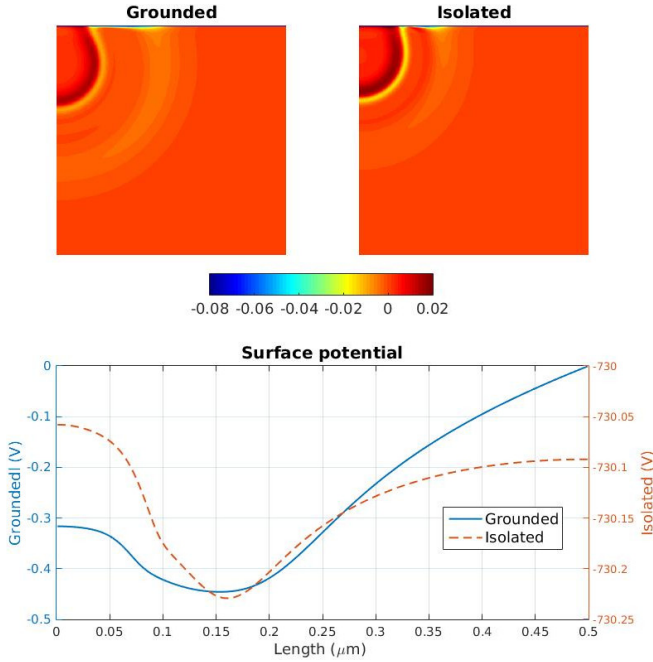 Grounded
Isolated
-0.08 -0.06 -0.04 -0.02 0 0.02
Surface potential
0
-0.1
-0.2
-0.3
-0.4
-0.5
Grounded| (V)
-730
-730.05
-730.1
-730.15
-730.2
-730.25
Isolated (V)
Grounded
Isolated
0 0.05 0.1 0.15 0.2 0.25 0.3 0.35 0.4 0.45 0.5
Length (μm)